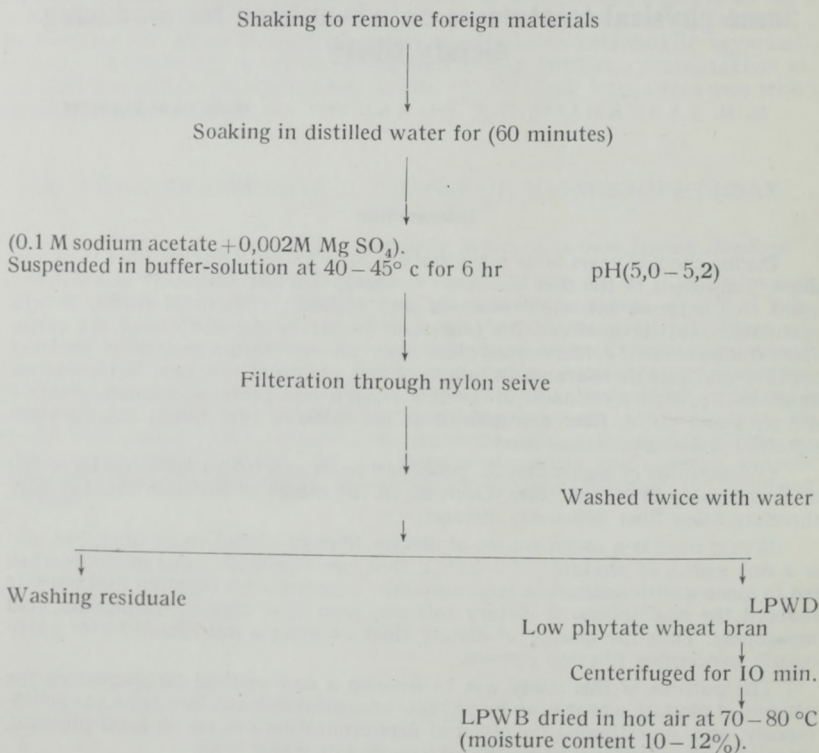 Shaking to remove foreign materials
Soaking in distilled water for (60 minutes)
(0.1 M sodium acetate+0,002M Mg SO₄).
Suspended in buffer-solution at 40–45° c for 6 hr pH(5,0–5,2)
Filteration through nylon seive
Washed twice with water
Washing residuale
LPWD
Low phytate wheat bran
Centerifuged for IO min.
LPWB dried in hot air at 70–80 °C
(moisture content 10–12%).